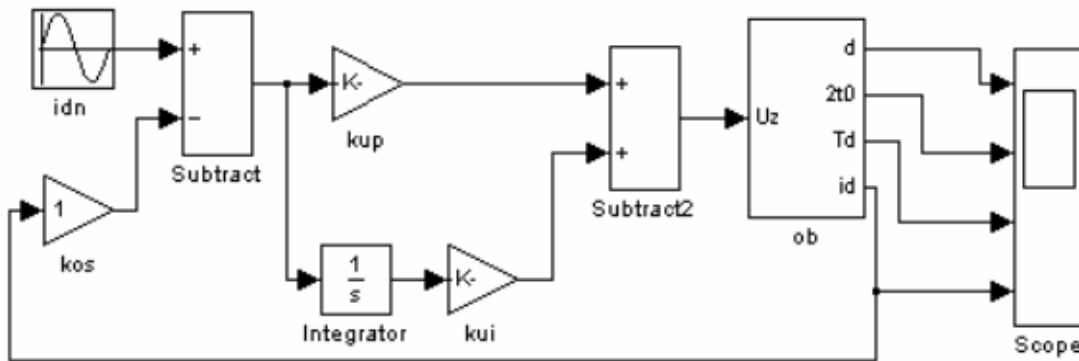 idn
+
−
Subtract
1
kos
K-
kup
1
s
Integrator
K-
kui
+
+
Subtract2
Uz
d
2t0
Td
id
ob
Scope